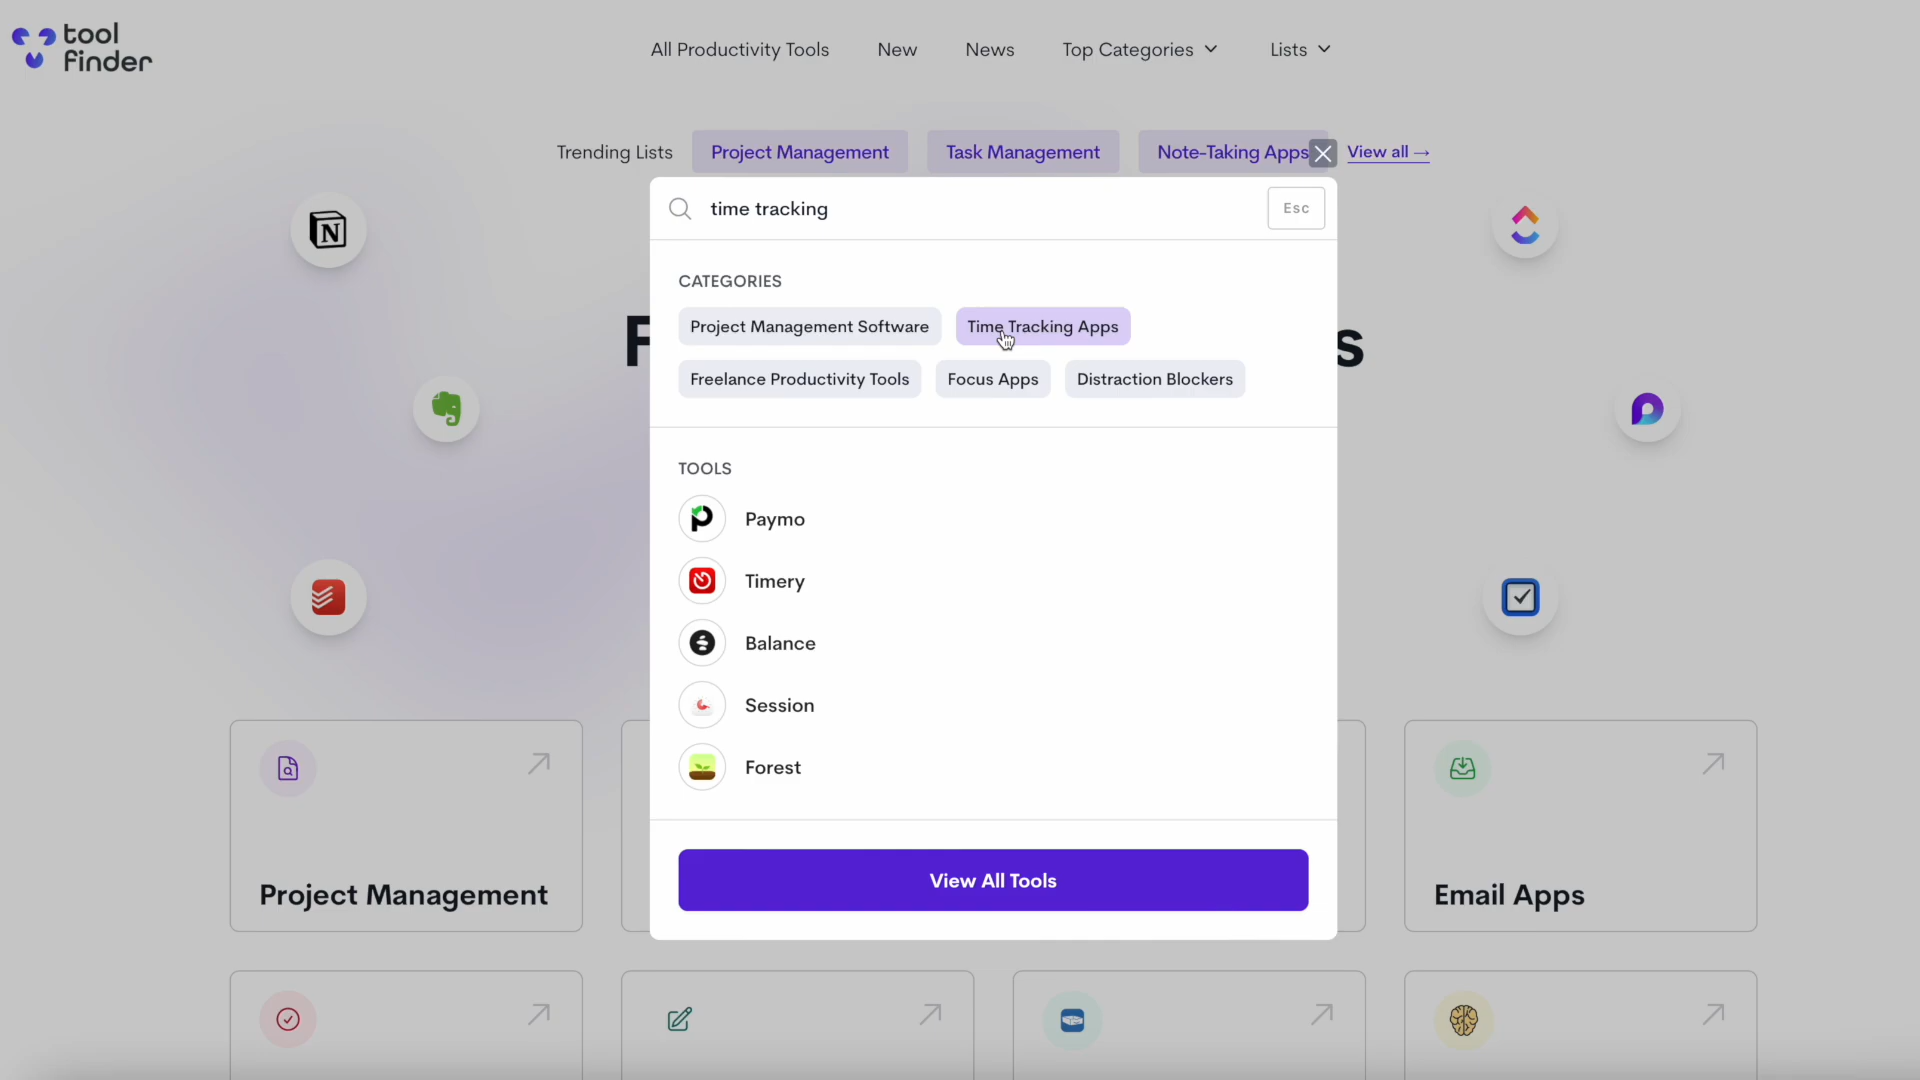 tool
finder
All Productivity Tools
New
News
Top Categories
Lists
Trending Lists
Project Management
Task Management
Note-Taking Apps
View all →
time tracking
Esc
CATEGORIES
Project Management Software
Time Tracking Apps
Freelance Productivity Tools
Focus Apps
Distraction Blockers
TOOLS
Paymo
Timery
Balance
Session
Forest
View All Tools
Project Management
Email Apps